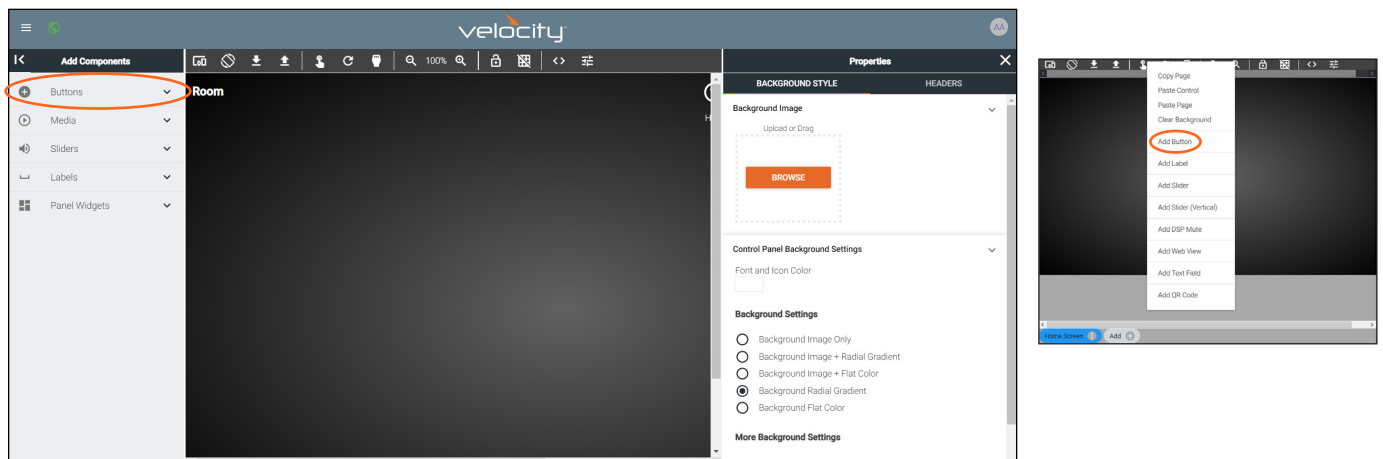 velocity
AA
Add Components
100%
Properties
Buttons
Media
Sliders
Labels
Panel Widgets
Room
H
BACKGROUND STYLE
HEADERS
Background Image
Upload or Drag
BROWSE
Control Panel Background Settings
Font and Icon Color
Background Settings
Background Image Only
Background Image + Radial Gradient
Background Image + Flat Color
Background Radial Gradient
Background Flat Color
More Background Settings
Copy Page
Paste Control
Paste Page
Clear Background
Add Button
Add Label
Add Slider
Add Slider (Vertical)
Add DSP Mute
Add Web View
Add Text Field
Add QR Code
Home Screen
Add